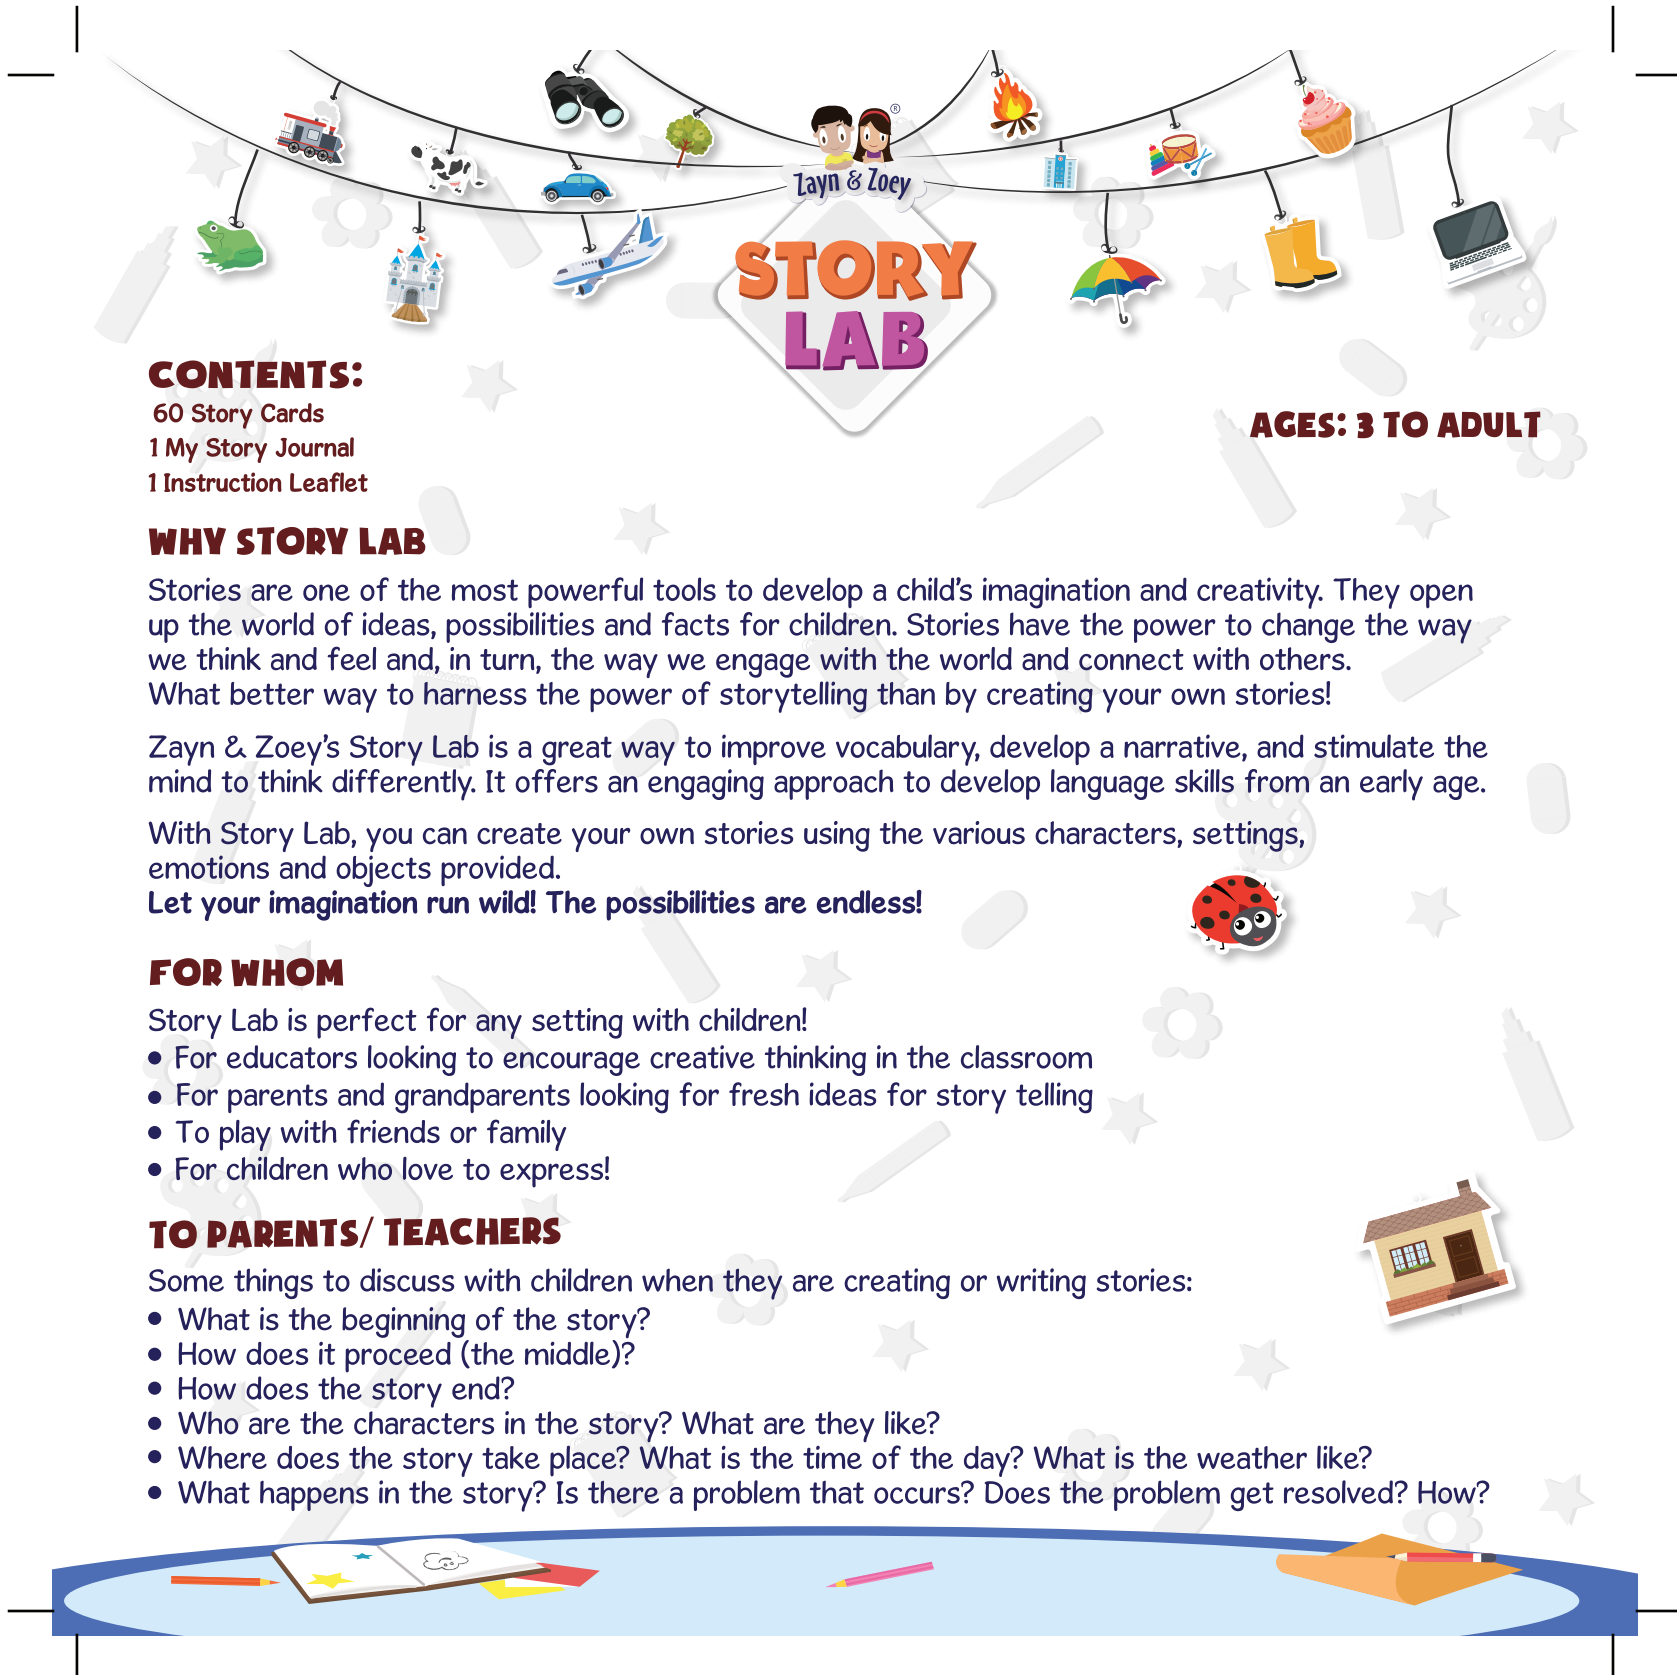 ®
Zayn & Zoey
STORY
LAB
CONTENTS:
60 Story Cards
1 My Story Journal
1 Instruction Leaflet
AGES: 3 TO ADULT
WHY STORY LAB
Stories are one of the most powerful tools to develop a child's imagination and creativity. They open
up the world of ideas, possibilities and facts for children. Stories have the power to change the way
we think and feel and, in turn, the way we engage with the world and connect with others.
What better way to harness the power of storytelling than by creating your own stories!
Zayn & Zoey's Story Lab is a great way to improve vocabulary, develop a narrative, and stimulate the
mind to think differently. It offers an engaging approach to develop language skills from an early age.
With Story Lab, you can create your own stories using the various characters, settings,
emotions and objects provided.
Let your imagination run wild! The possibilities are endless!
FOR WHOM
Story Lab is perfect for any setting with children!
• For educators looking to encourage creative thinking in the classroom
• For parents and grandparents looking for fresh ideas for story telling
• To play with friends or family
• For children who love to express!
TO PARENTS/ TEACHERS
Some things to discuss with children when they are creating or writing stories:
• What is the beginning of the story?
• How does it proceed (the middle)?
• How does the story end?
• Who are the characters in the story? What are they like?
• Where does the story take place? What is the time of the day? What is the weather like?
• What happens in the story? Is there a problem that occurs? Does the problem get resolved? How?